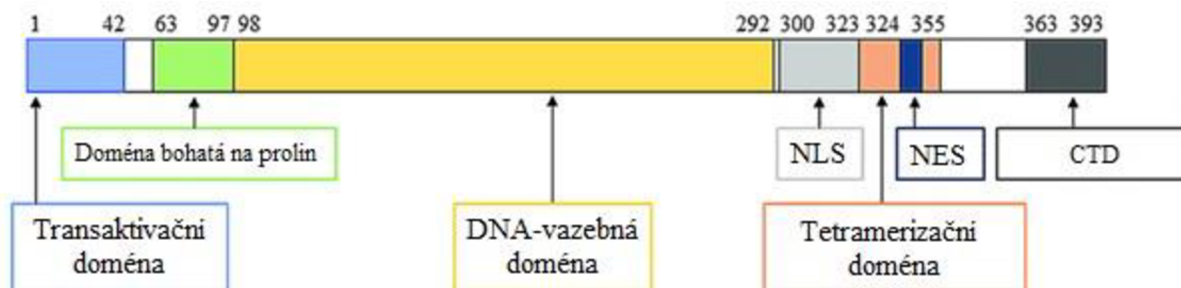 1 42 63 97 98 292 300 323 324 355 363 393
Doména bohatá na prolin
NLS
NES
CTD
Transaktivační
doména
DNA-vazebná
doména
Tetramerizační
doména